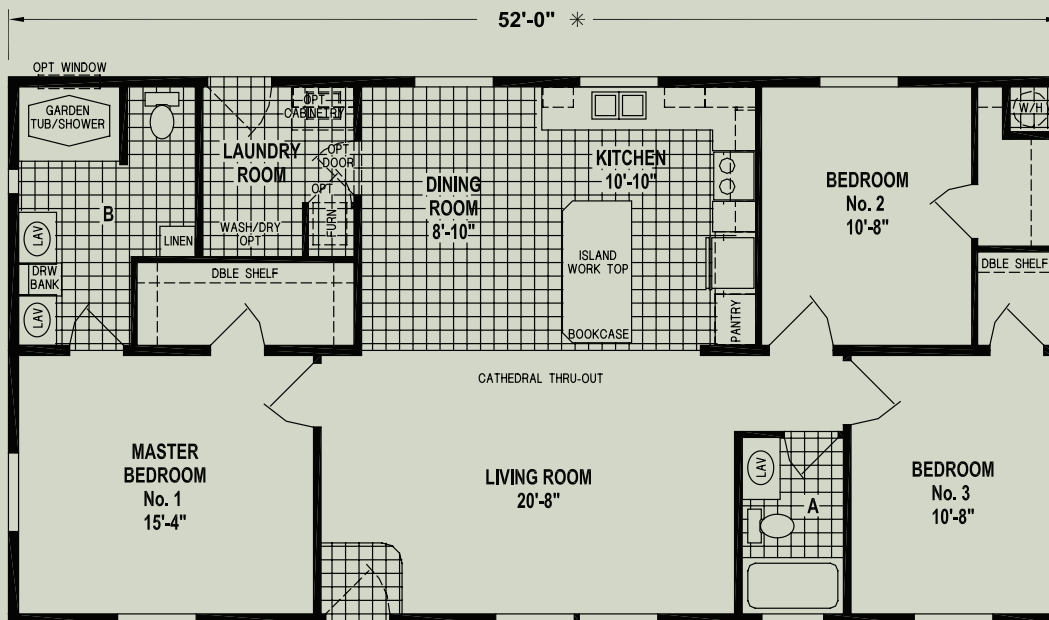 52'-0" ✳
OPT WINDOW
GARDEN
TUB/SHOWER
OPT
CABINETRY
LAUNDRY
ROOM
OPT
DOOR
OPT
FURN
WASH/DRY
OPT
B
LAV
DRW
BANK
LAV
LINEN
DBLE SHELF
DINING
ROOM
8'-10"
KITCHEN
10'-10"
ISLAND
WORK TOP
BOOKCASE
PANTRY
BEDROOM
No. 2
10'-8"
W/H
DBLE SHELF
CATHEDRAL THRU-OUT
MASTER
BEDROOM
No. 1
15'-4"
LIVING ROOM
20'-8"
LAV
A
BEDROOM
No. 3
10'-8"